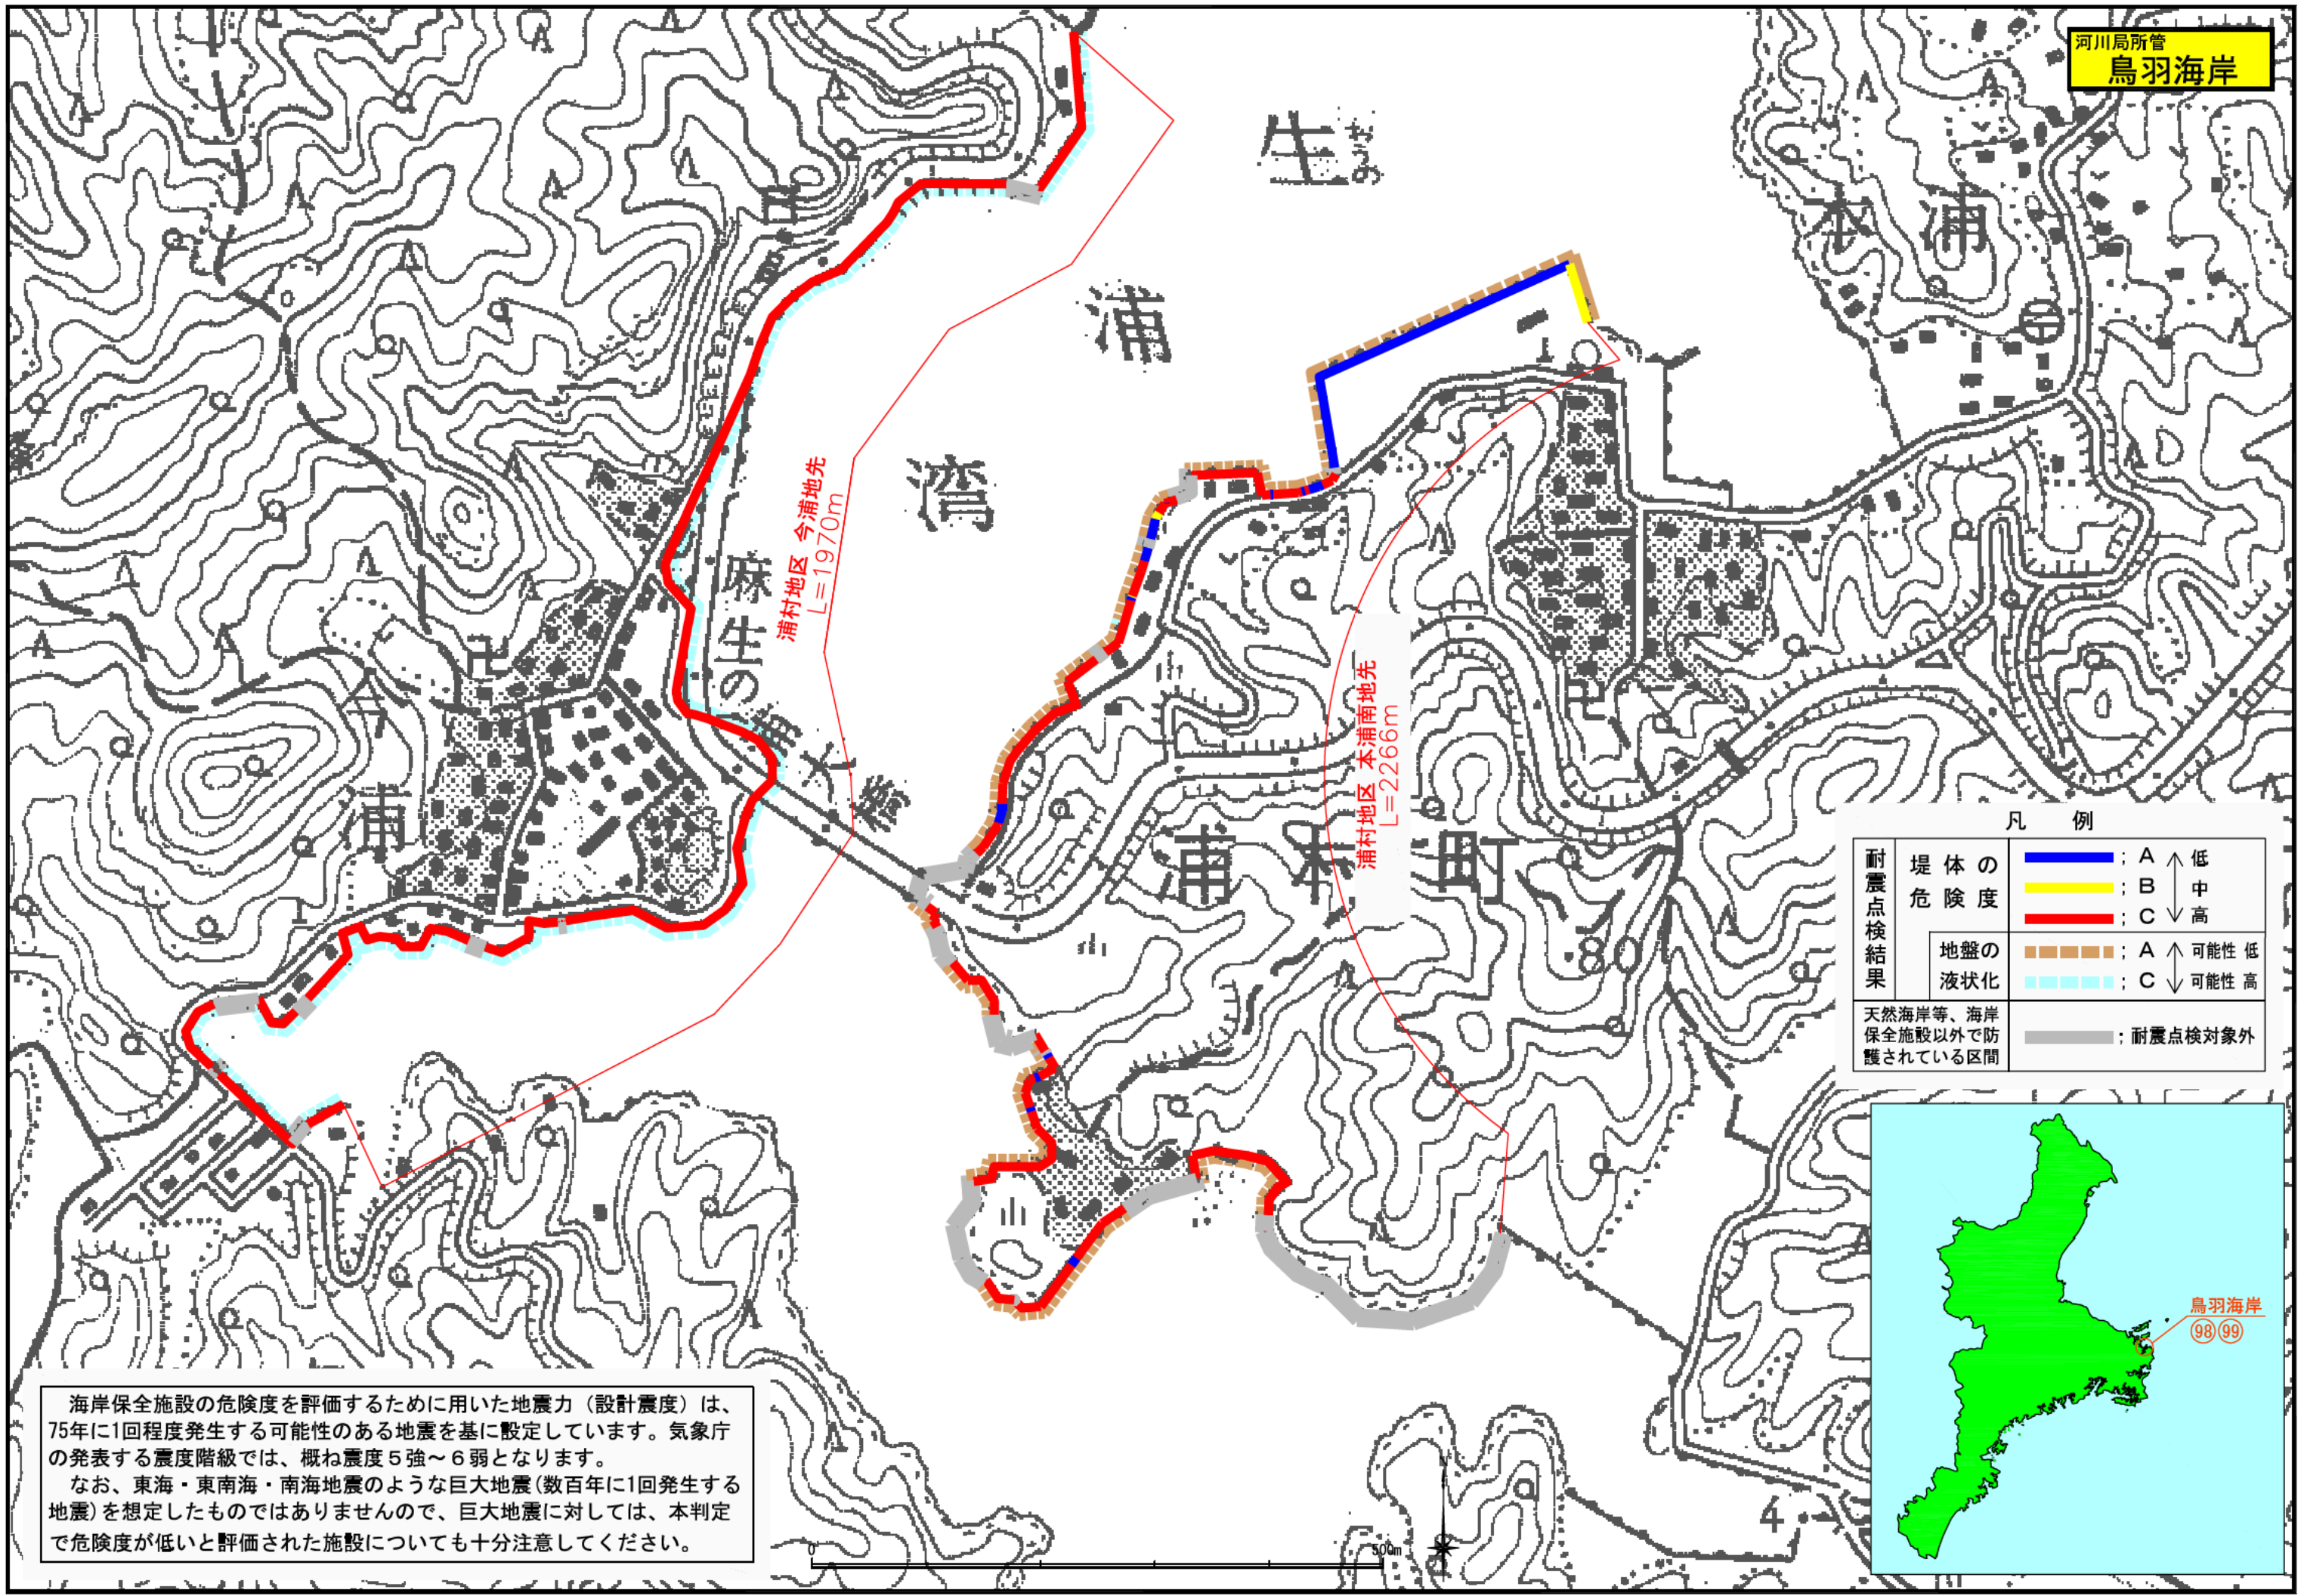 河川局所管
鳥羽海岸
生
おうの
浦
湾
本浦
麻生の浦大橋
今浦
浦村町
80
4
浦村地区 今浦地先
L=1970m
浦村地区 本浦南地先
L=2266m
凡 例
耐震点検結果
堤体の危険度
; A 低
; B 中
; C 高
地盤の液状化
; A 可能性 低
; C 可能性 高
天然海岸等、海岸
保全施設以外で防
護されている区間
; 耐震点検対象外
鳥羽海岸
98 99
海岸保全施設の危険度を評価するために用いた地震力（設計震度）は、
75年に1回程度発生する可能性のある地震を基に設定しています。気象庁
の発表する震度階級では、概ね震度５強～６弱となります。
なお、東海・東南海・南海地震のような巨大地震(数百年に1回発生する
地震)を想定したものではありませんので、巨大地震に対しては、本判定
で危険度が低いと評価された施設についても十分注意してください。
0
500m